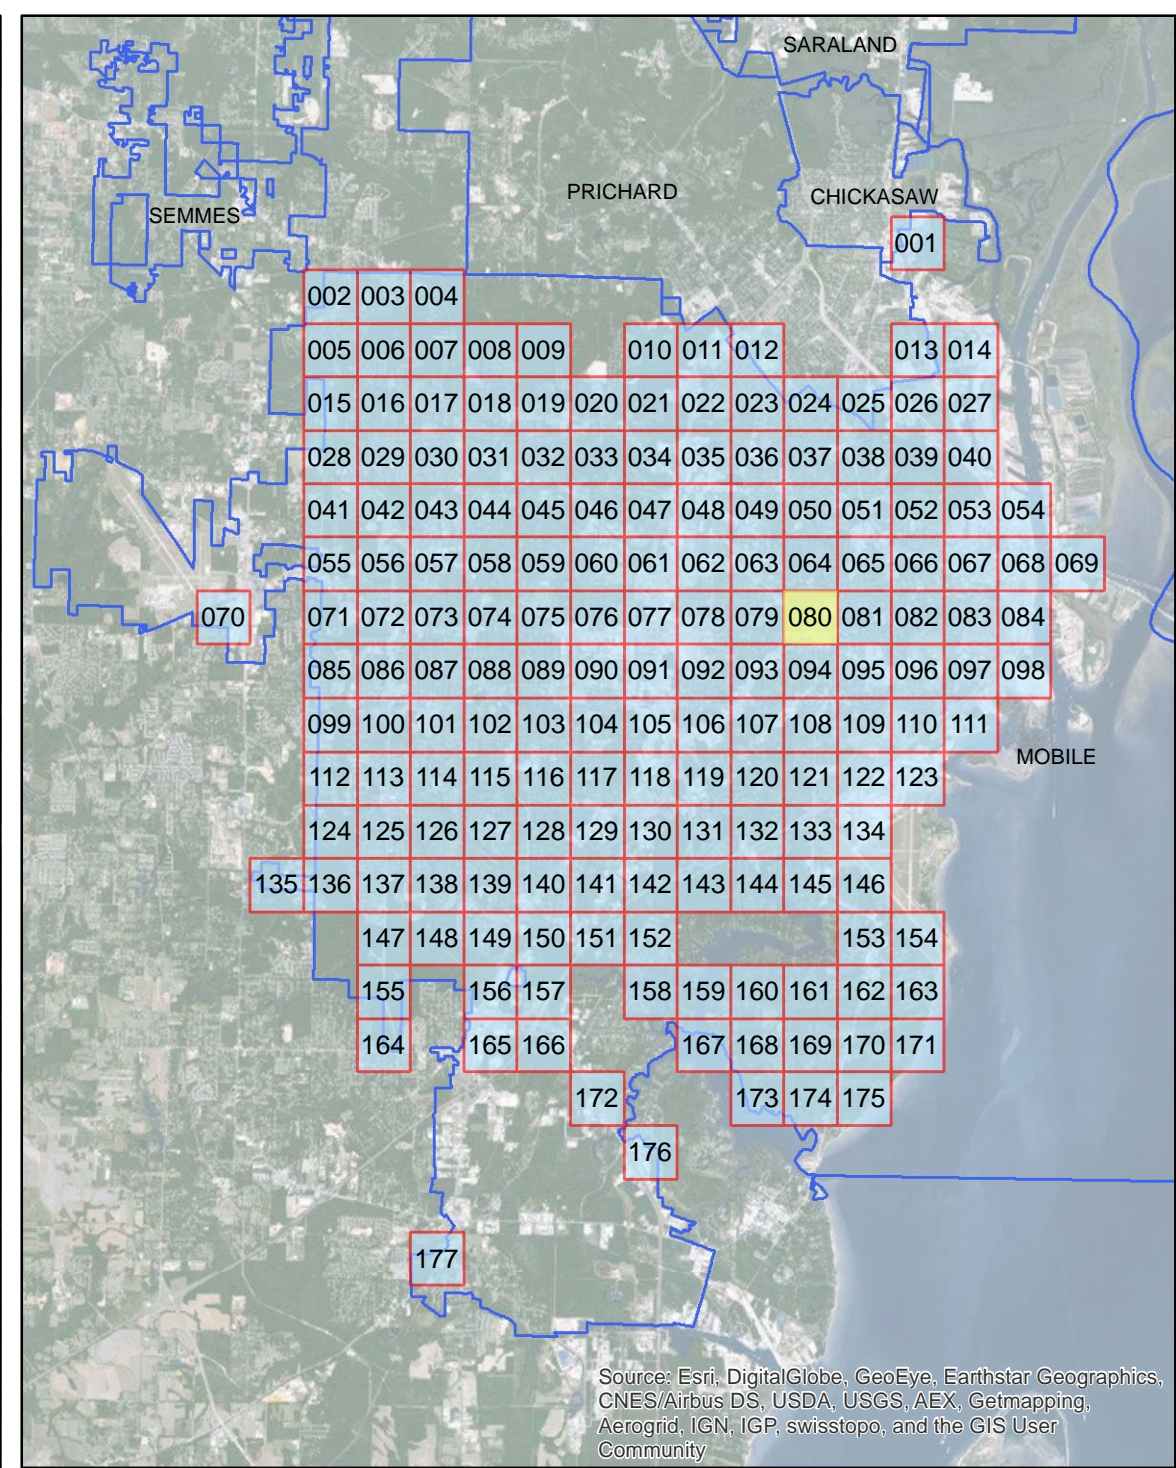 SARALAND
PRICHARD
CHICKASAW
SEMMES
001
002 003 004
005 006 007 008 009 010 011 012 013 014
015 016 017 018 019 020 021 022 023 024 025 026 027
028 029 030 031 032 033 034 035 036 037 038 039 040
041 042 043 044 045 046 047 048 049 050 051 052 053 054
055 056 057 058 059 060 061 062 063 064 065 066 067 068 069
070 071 072 073 074 075 076 077 078 079 080 081 082 083 084
085 086 087 088 089 090 091 092 093 094 095 096 097 098
099 100 101 102 103 104 105 106 107 108 109 110 111
MOBILE
112 113 114 115 116 117 118 119 120 121 122 123
124 125 126 127 128 129 130 131 132 133 134
135 136 137 138 139 140 141 142 143 144 145 146
147 148 149 150 151 152 153 154
155 156 157 158 159 160 161 162 163
164 165 166 167 168 169 170 171
172 173 174 175
176
177
Source: Esri, DigitalGlobe, GeoEye, Earthstar Geographics,
CNES/Airbus DS, USDA, USGS, AEX, Getmapping,
Aerogrid, IGN, IGP, swisstopo, and the GIS User
Community